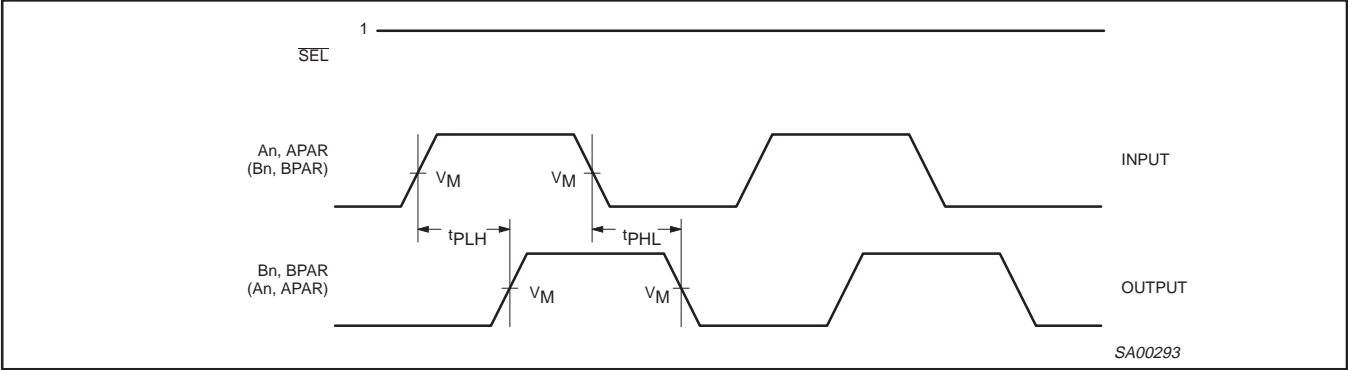 1
SEL
An, APAR
(Bn, BPAR)
VM
VM
INPUT
tPLH
tPHL
Bn, BPAR
(An, APAR)
VM
VM
OUTPUT
SA00293